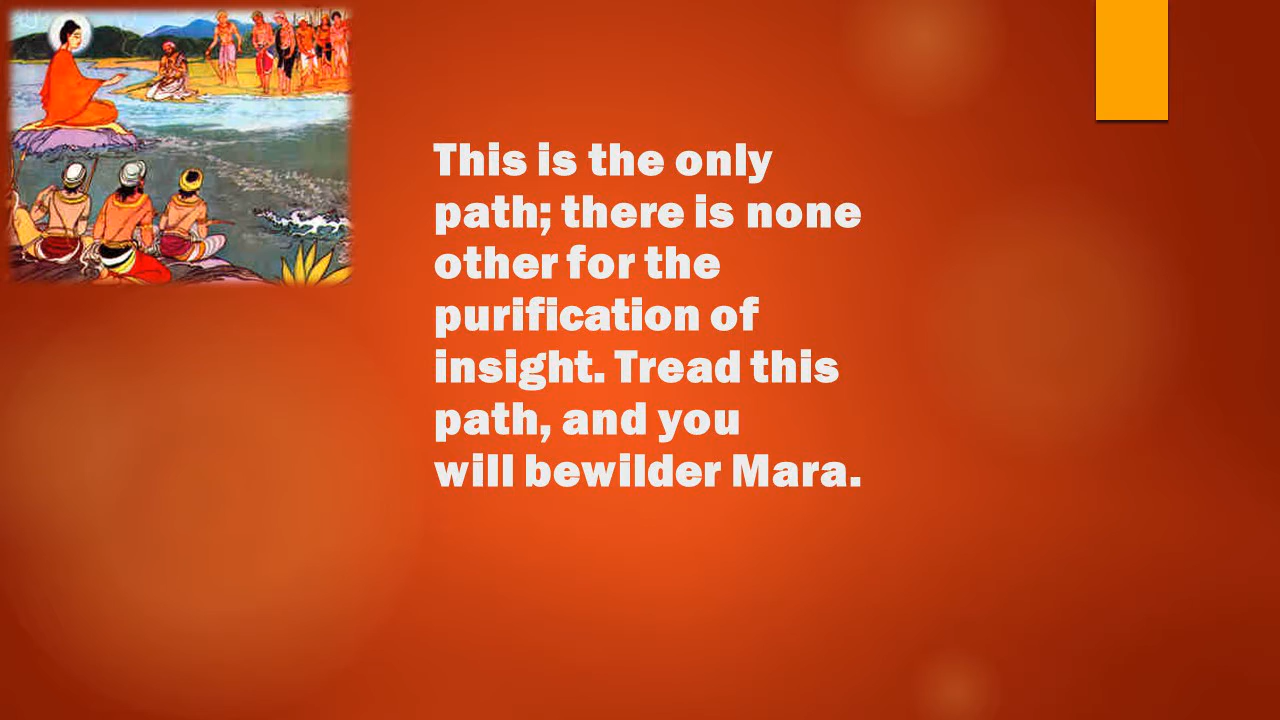 This is the only
path; there is none
other for the
purification of
insight. Tread this
path, and you
will bewilder Mara.